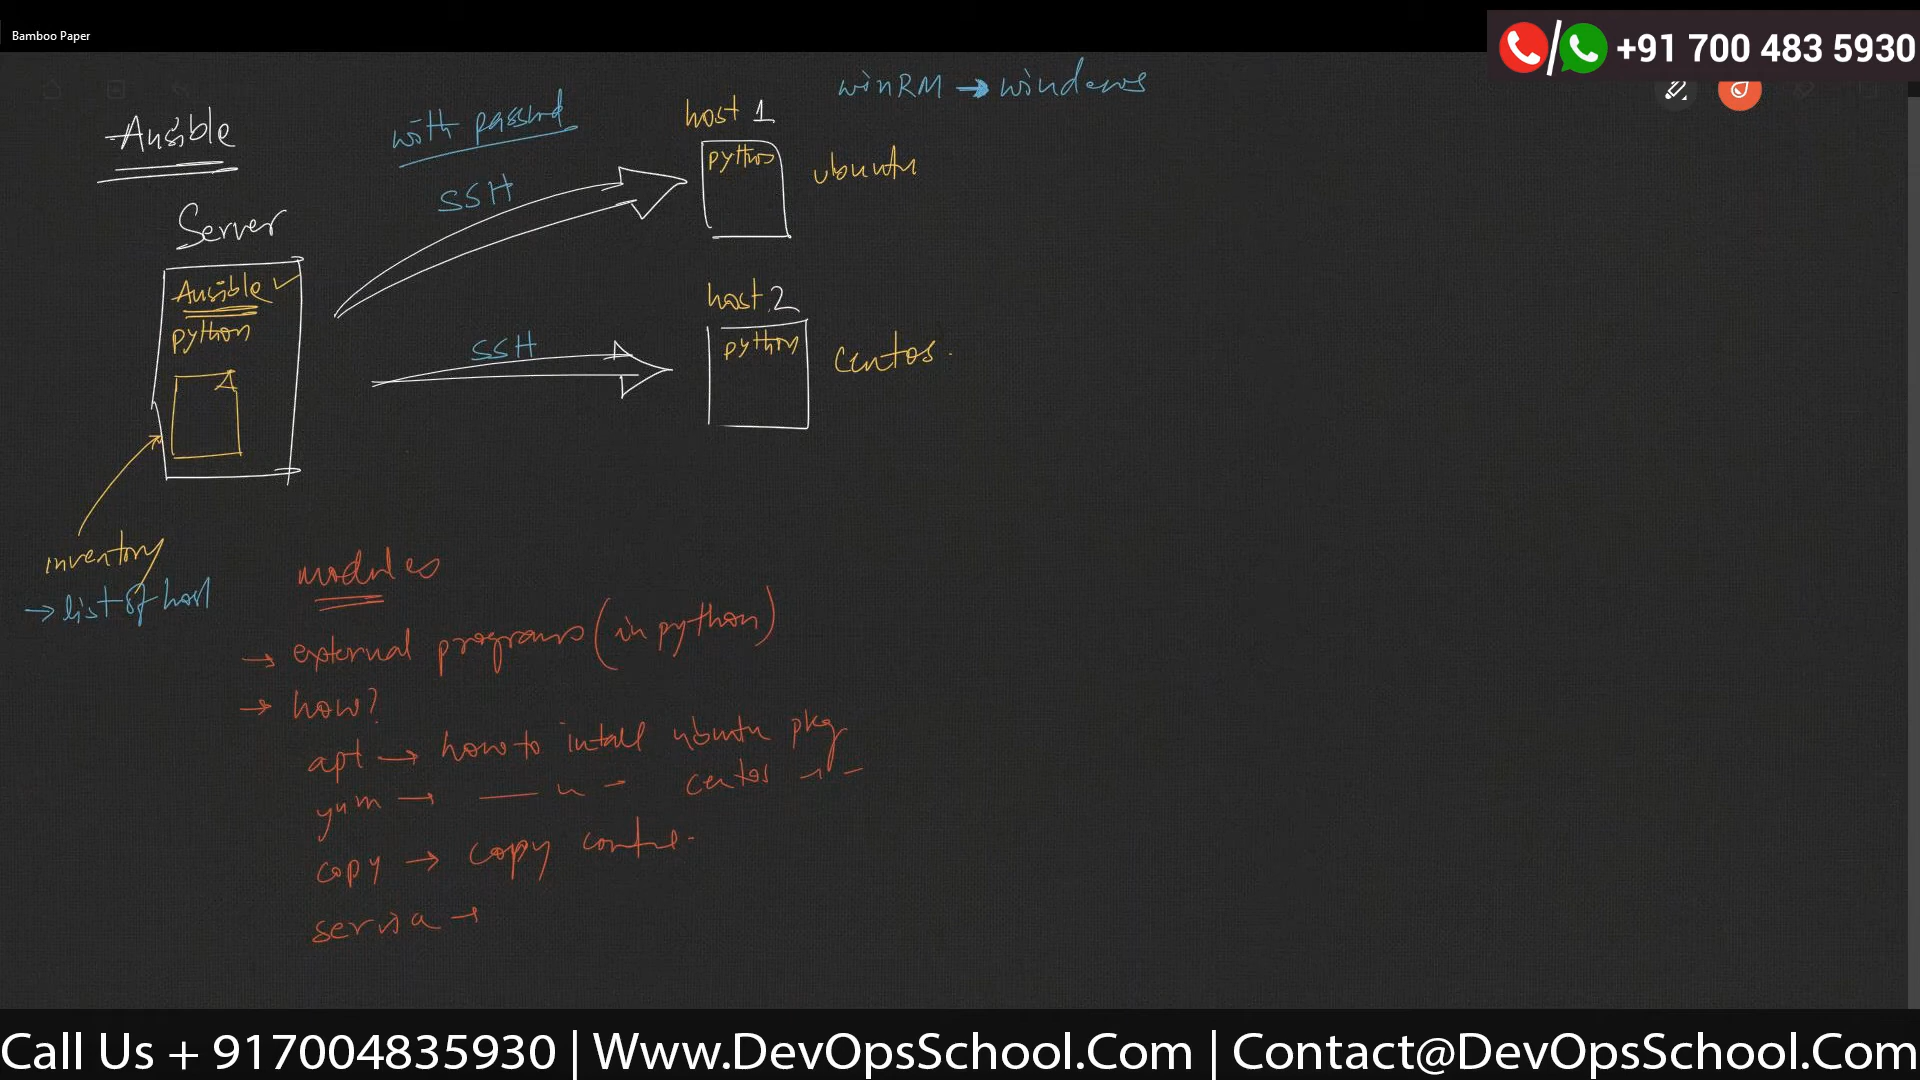 Bamboo Paper
+91 700 483 5930
winRM → windows
Ansible
with passwd
SSH
host 1
python
ubuntu
Server
Ansible ✓
python
SSH
host 2
python
Centos.
inventory
→ list of host
modules
→ external programs (in python)
→ how?
apt → how to intall ubuntu pkg
yum → — u - centos
copy → copy
→
Call Us + 917004835930 | Www.DevOpsSchool.Com | Contact@DevOpsSchool.Com